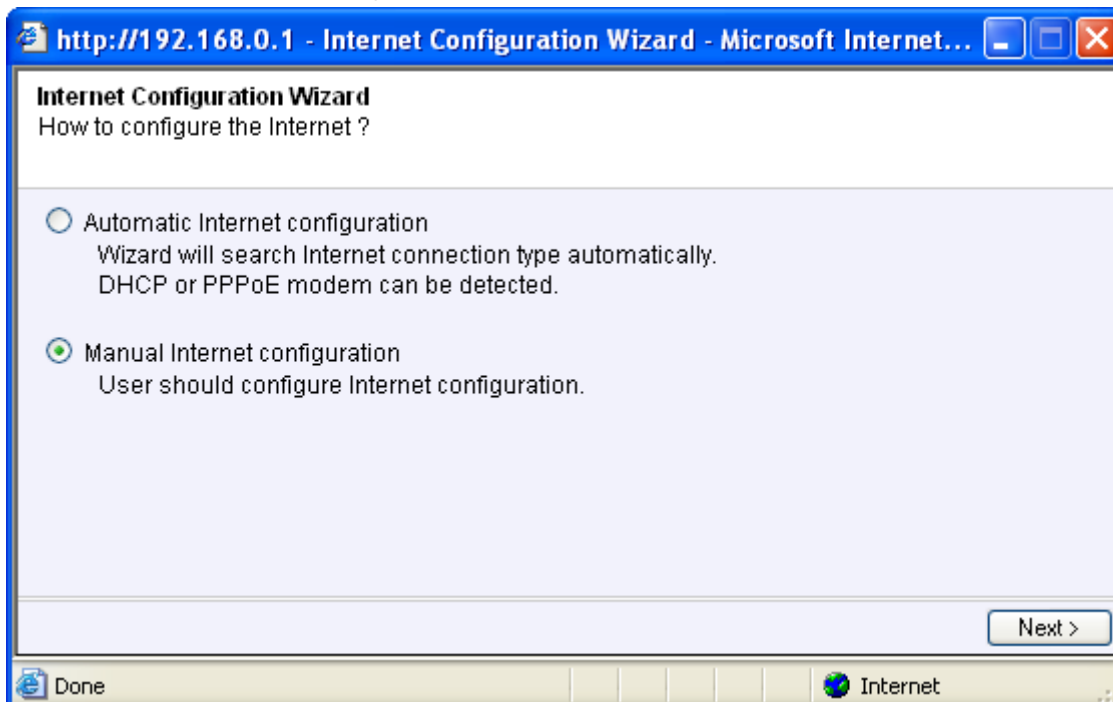 http://192.168.0.1 - Internet Configuration Wizard - Microsoft Internet...
Internet Configuration Wizard
How to configure the Internet ?
Automatic Internet configuration
Wizard will search Internet connection type automatically.
DHCP or PPPoE modem can be detected.
Manual Internet configuration
User should configure Internet configuration.
Next >
Done
Internet